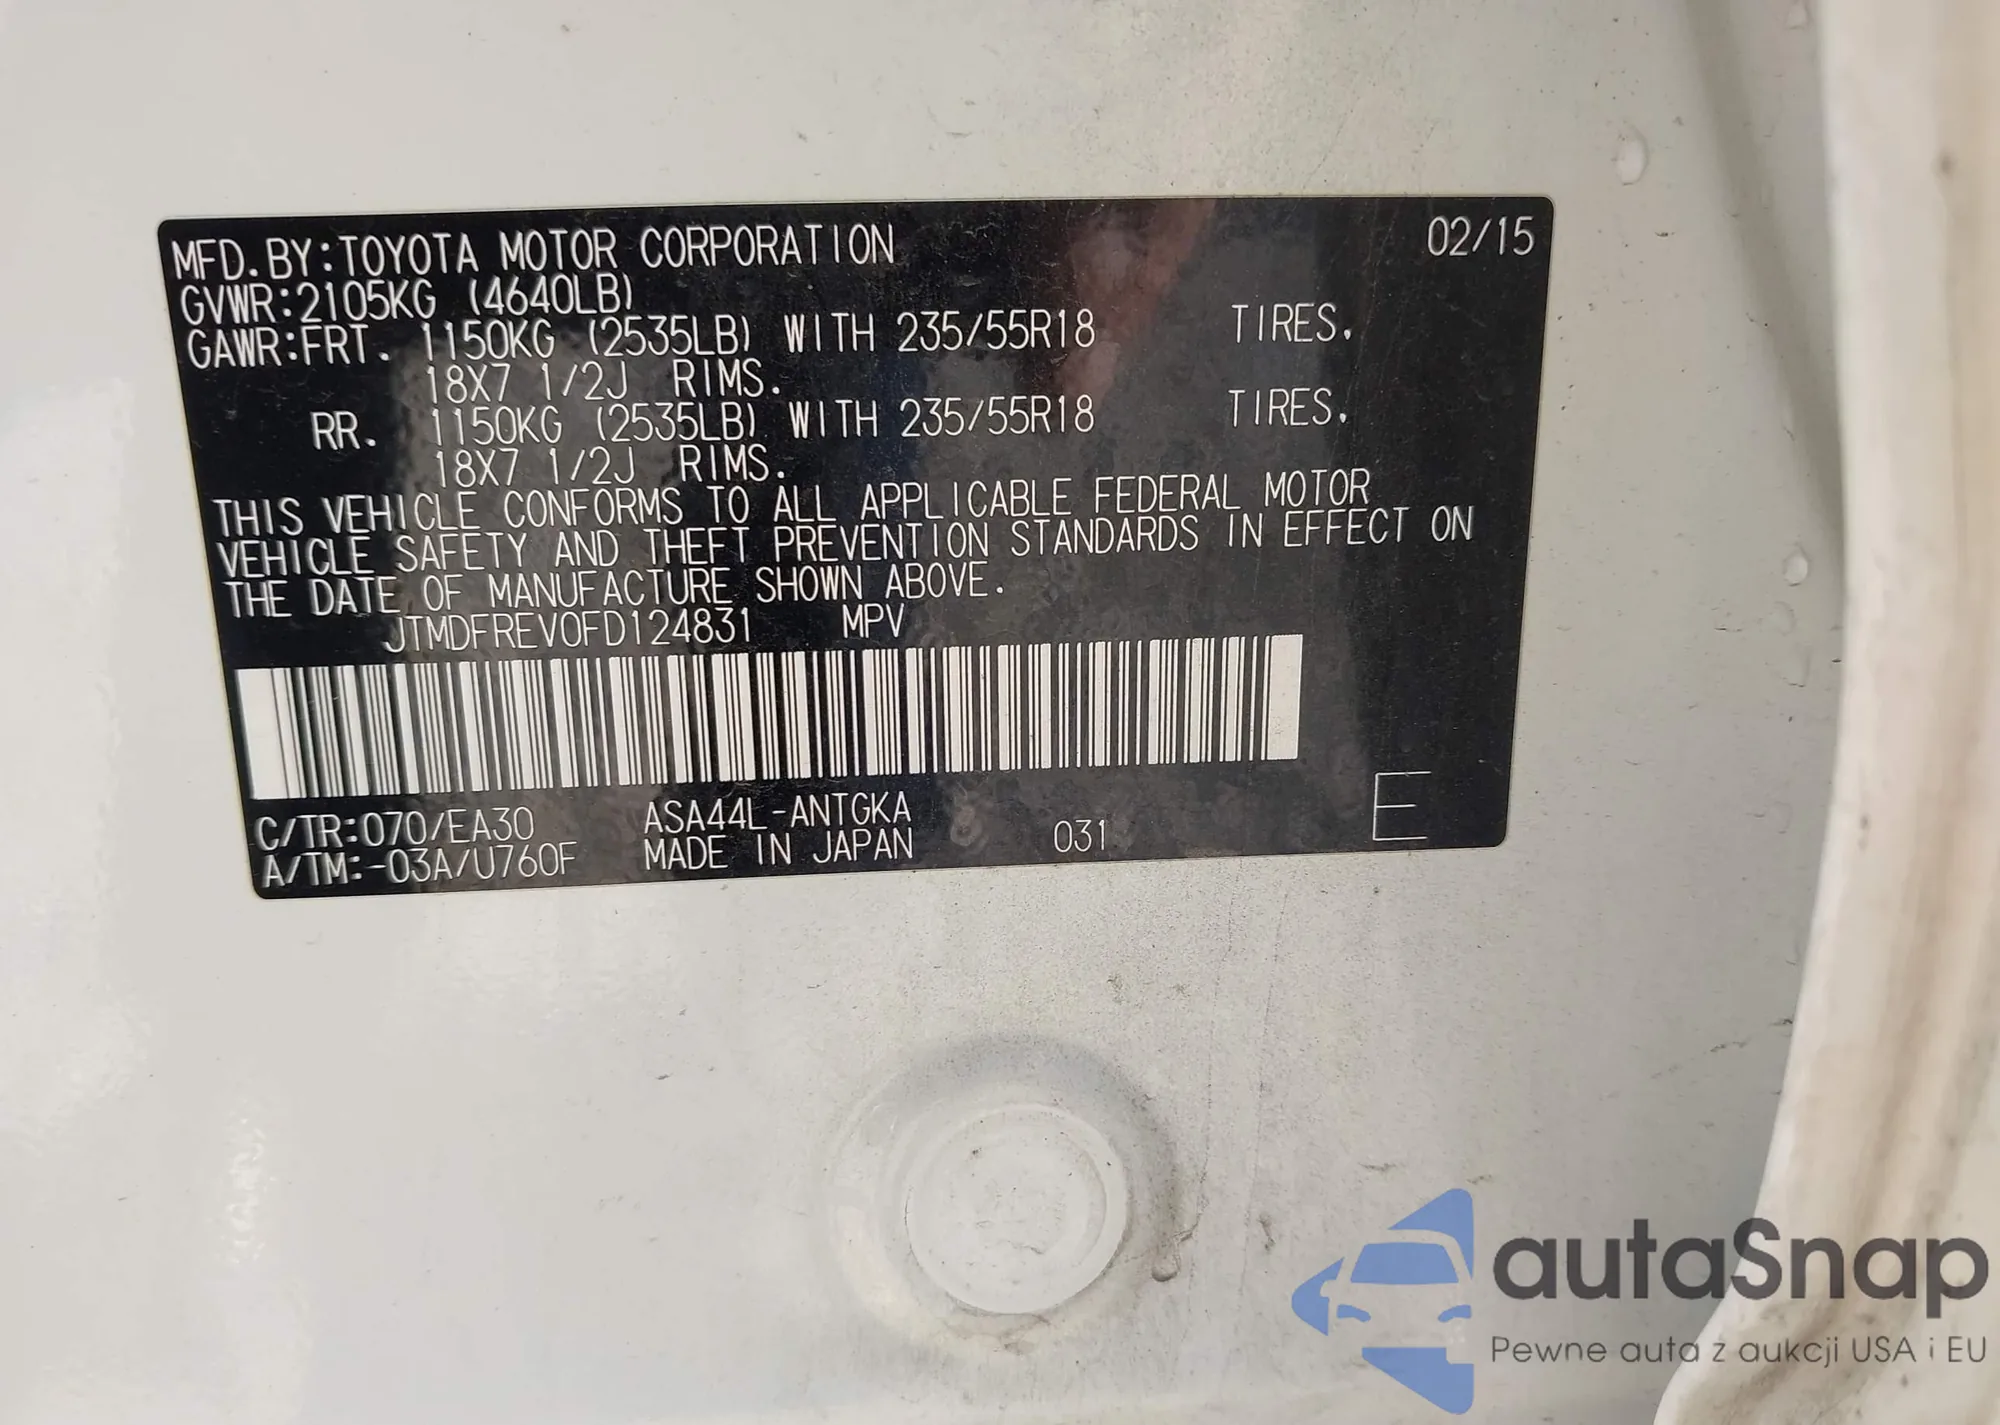 MFD.BY:TOYOTA MOTOR CORPORATION 02/15
GVWR:2105KG (4640LB)
GAWR:FRT. 1150KG (2535LB) WITH 235/55R18 TIRES.
18X7 1/2J RIMS.
RR. 1150KG (2535LB) WITH 235/55R18 TIRES.
18X7 1/2J RIMS.
THIS VEHICLE CONFORMS TO ALL APPLICABLE FEDERAL MOTOR
VEHICLE SAFETY AND THEFT PREVENTION STANDARDS IN EFFECT ON
THE DATE OF MANUFACTURE SHOWN ABOVE.
JTMDFREV0FD124831 MPV
C/TR:070/EA30 ASA44L-ANTGKA
A/TM:-03A/U760F MADE IN JAPAN 031 E
autaSnap
Pewne auta z aukcji USA i EU